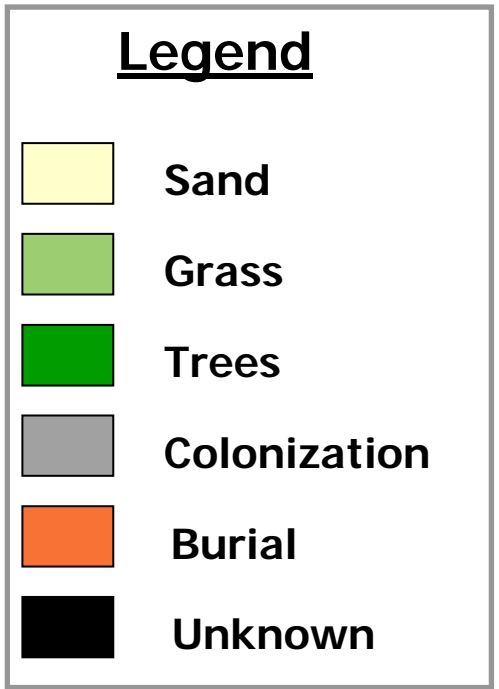 Legend
Sand
Grass
Trees
Colonization
Burial
Unknown